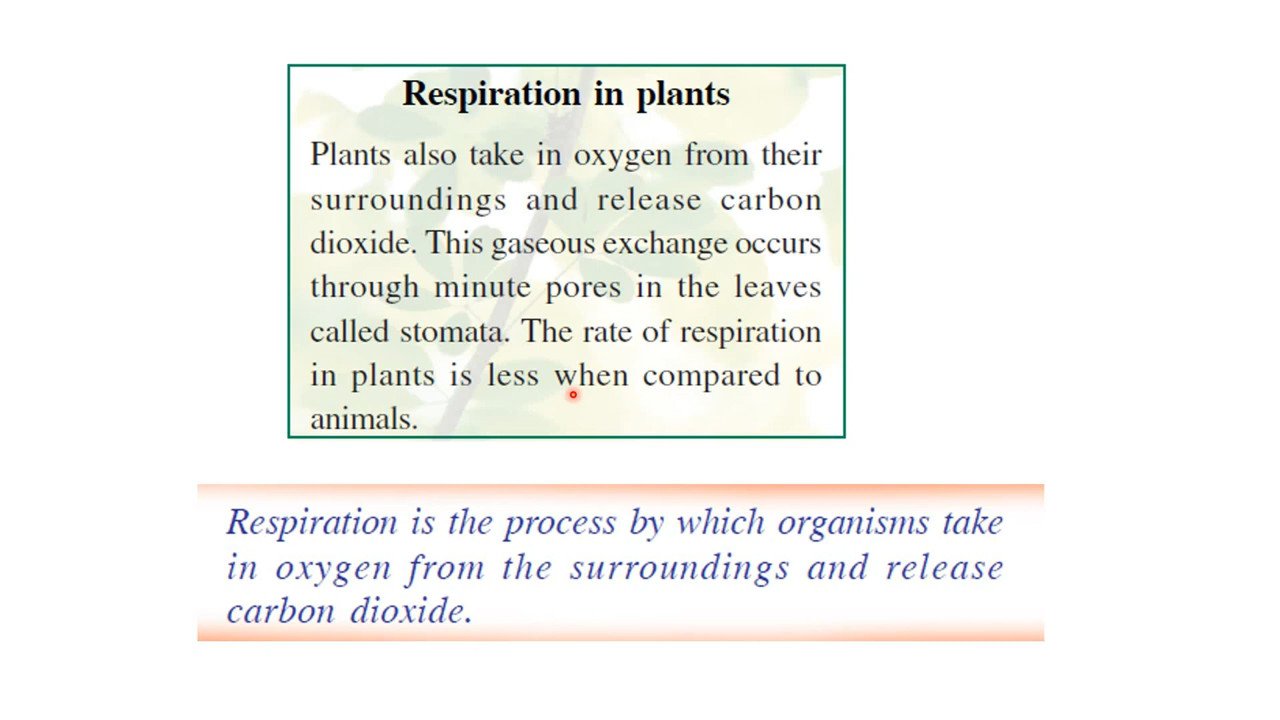 Respiration in plants
Plants also take in oxygen from their
surroundings and release carbon
dioxide. This gaseous exchange occurs
through minute pores in the leaves
called stomata. The rate of respiration
in plants is less when compared to
animals.
Respiration is the process by which organisms take
in oxygen from the surroundings and release
carbon dioxide.